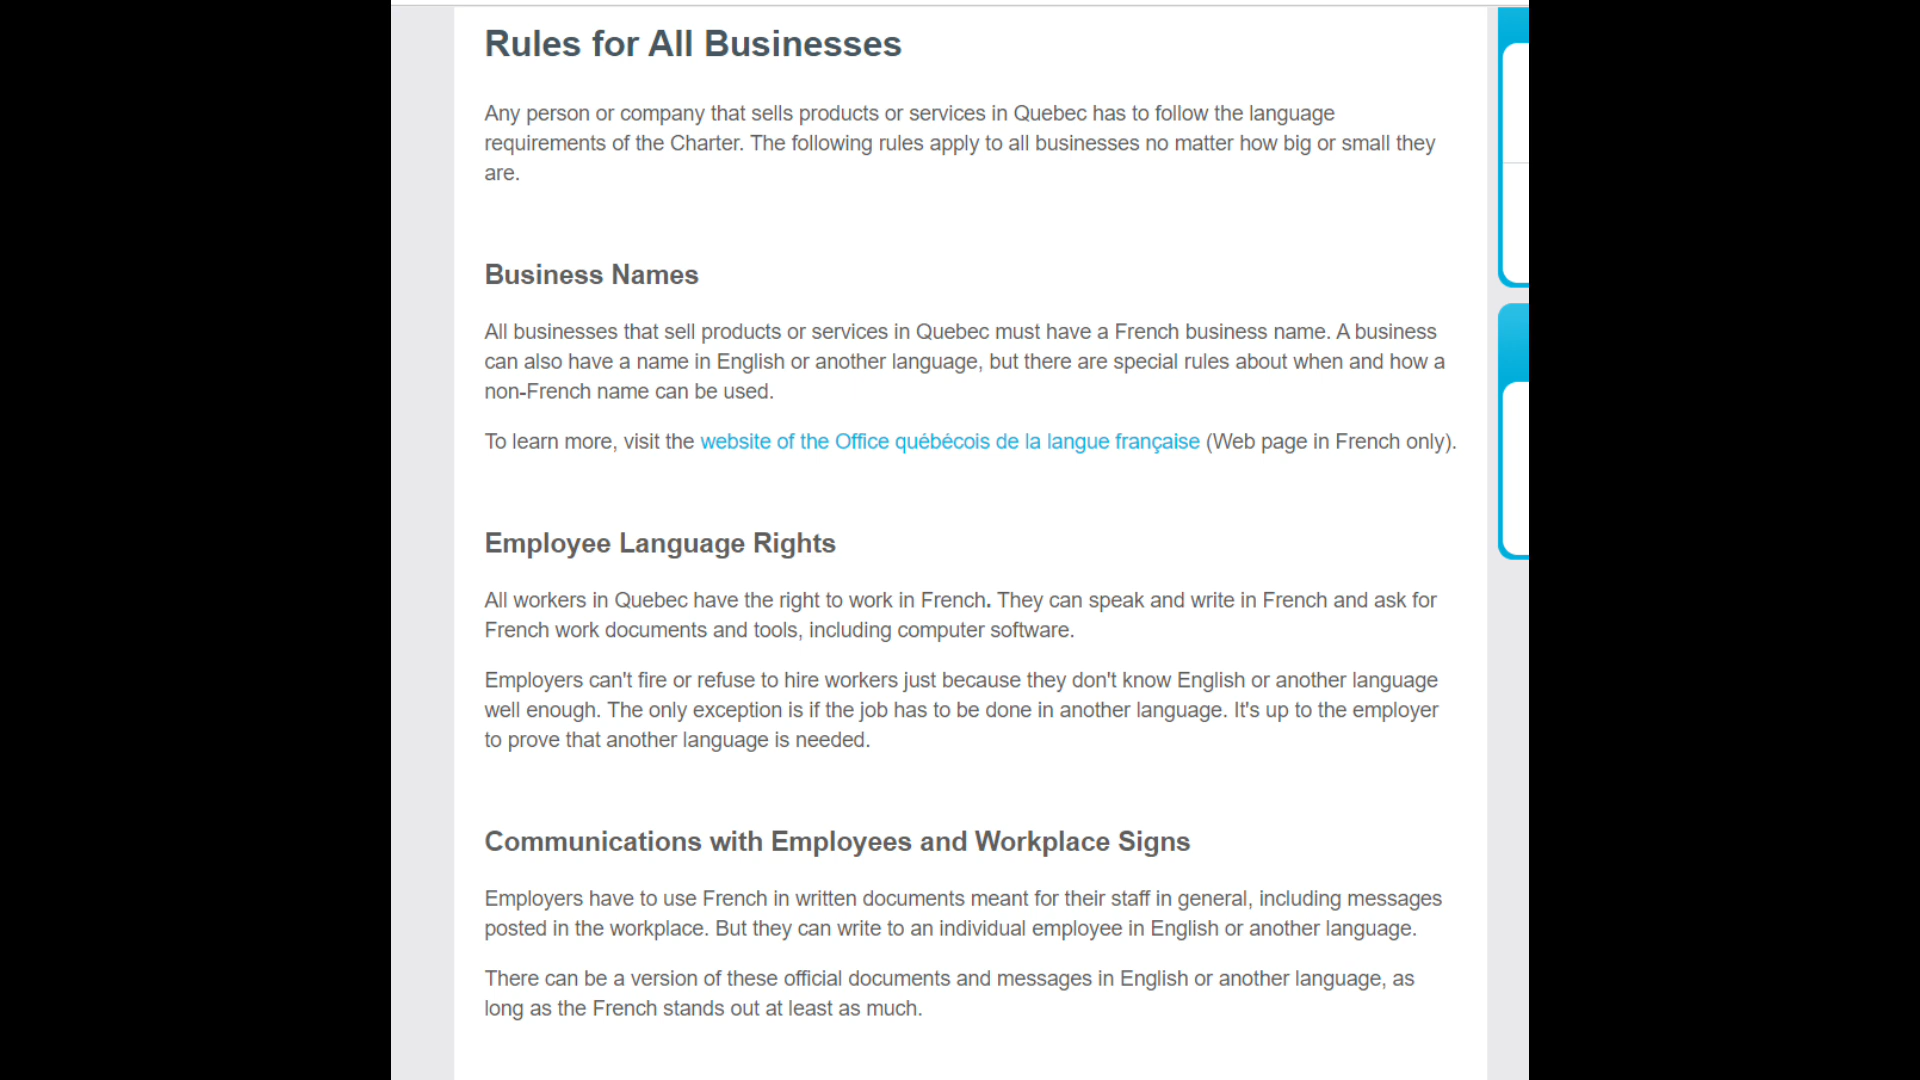 Rules for All Businesses
Any person or company that sells products or services in Quebec has to follow the language
requirements of the Charter. The following rules apply to all businesses no matter how big or small they
are.
Business Names
All businesses that sell products or services in Quebec must have a French business name. A business
can also have a name in English or another language, but there are special rules about when and how a
non-French name can be used.
To learn more, visit the website of the Office québécois de la langue française (Web page in French only).
Employee Language Rights
All workers in Quebec have the right to work in French. They can speak and write in French and ask for
French work documents and tools, including computer software.
Employers can't fire or refuse to hire workers just because they don't know English or another language
well enough. The only exception is if the job has to be done in another language. It's up to the employer
to prove that another language is needed.
Communications with Employees and Workplace Signs
Employers have to use French in written documents meant for their staff in general, including messages
posted in the workplace. But they can write to an individual employee in English or another language.
There can be a version of these official documents and messages in English or another language, as
long as the French stands out at least as much.